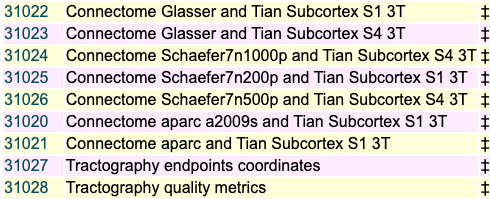 31022 Connectome Glasser and Tian Subcortex S1 3T ‡
31023 Connectome Glasser and Tian Subcortex S4 3T ‡
31024 Connectome Schaefer7n1000p and Tian Subcortex S4 3T ‡
31025 Connectome Schaefer7n200p and Tian Subcortex S1 3T ‡
31026 Connectome Schaefer7n500p and Tian Subcortex S4 3T ‡
31020 Connectome aparc a2009s and Tian Subcortex S1 3T ‡
31021 Connectome aparc and Tian Subcortex S1 3T ‡
31027 Tractography endpoints coordinates ‡
31028 Tractography quality metrics ‡